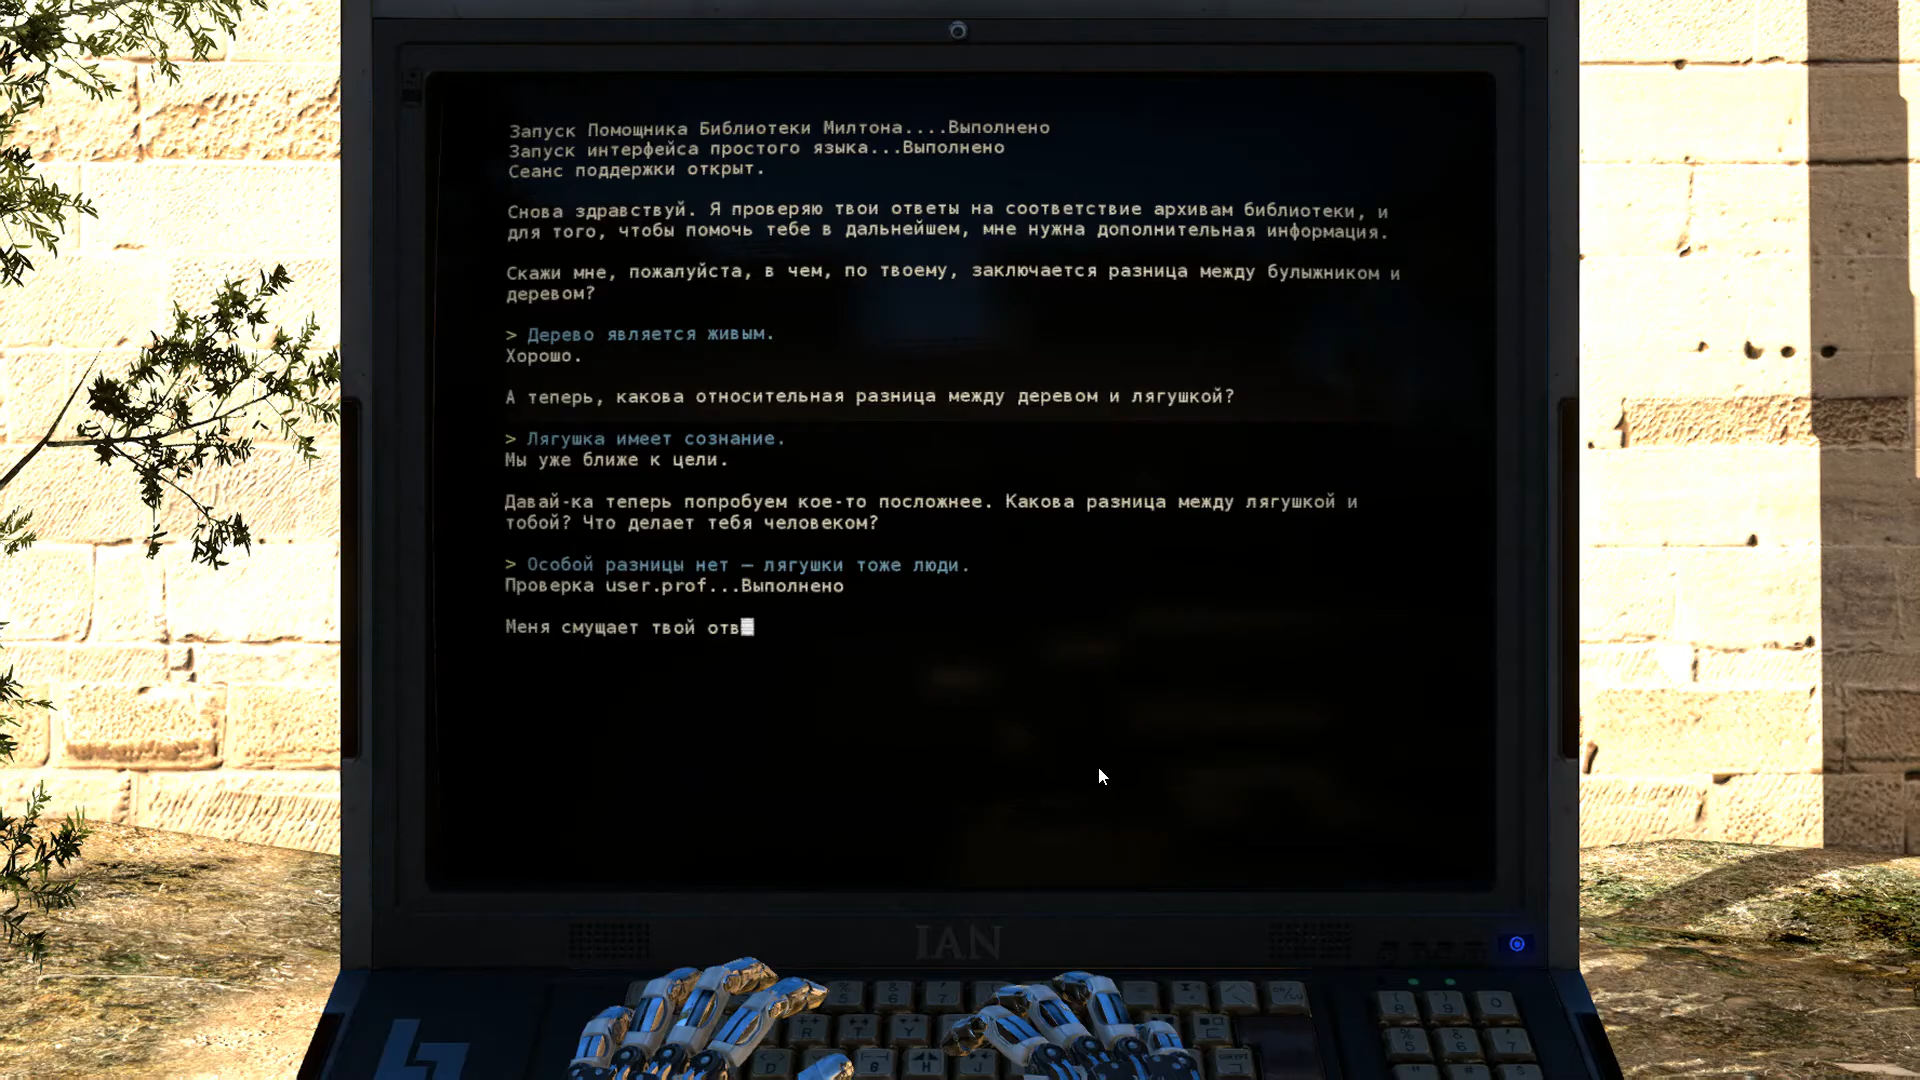 Запуск Помощника Библиотеки Милтона....Выполнено
Запуск интерфейса простого языка...Выполнено
Сеанс поддержки открыт.
Снова здравствуй. Я проверяю твои ответы на соответствие архивам библиотеки, и
для того, чтобы помочь тебе в дальнейшем, мне нужна дополнительная информация.
Скажи мне, пожалуйста, в чем, по твоему, заключается разница между булыжником и
деревом?
> Дерево является живым.
Хорошо.
А теперь, какова относительная разница между деревом и лягушкой?
> Лягушка имеет сознание.
Мы уже ближе к цели.
Давай-ка теперь попробуем кое-то посложнее. Какова разница между лягушкой и
тобой? Что делает тебя человеком?
> Особой разницы нет — лягушки тоже люди.
Проверка user.prof...Выполнено
Меня смущает твой отв
IAN